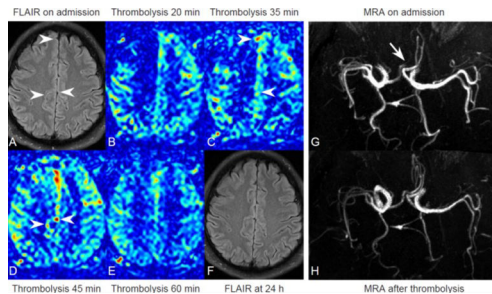 FLAIR on admission
Thrombolysis 20 min
Thrombolysis 35 min
MRA on admission
A
B
C
G
D
E
F
H
Thrombolysis 45 min
Thrombolysis 60 min
FLAIR at 24 h
MRA after thrombolysis